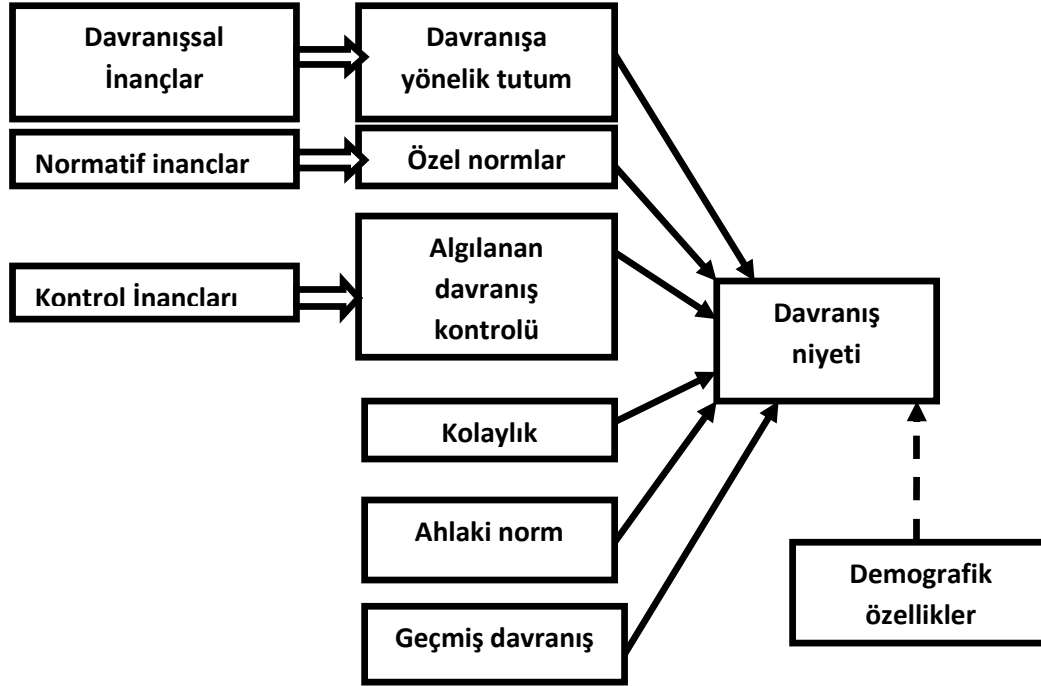 Davranışsal
İnançlar
Davranışa
yönelik tutum
Normatif inanclar
Özel normlar
Kontrol İnancları
Algılanan
davranış
kontrolü
Davranış
niyeti
Kolaylık
Ahlaki norm
Geçmiş davranış
Demografik
özellikler